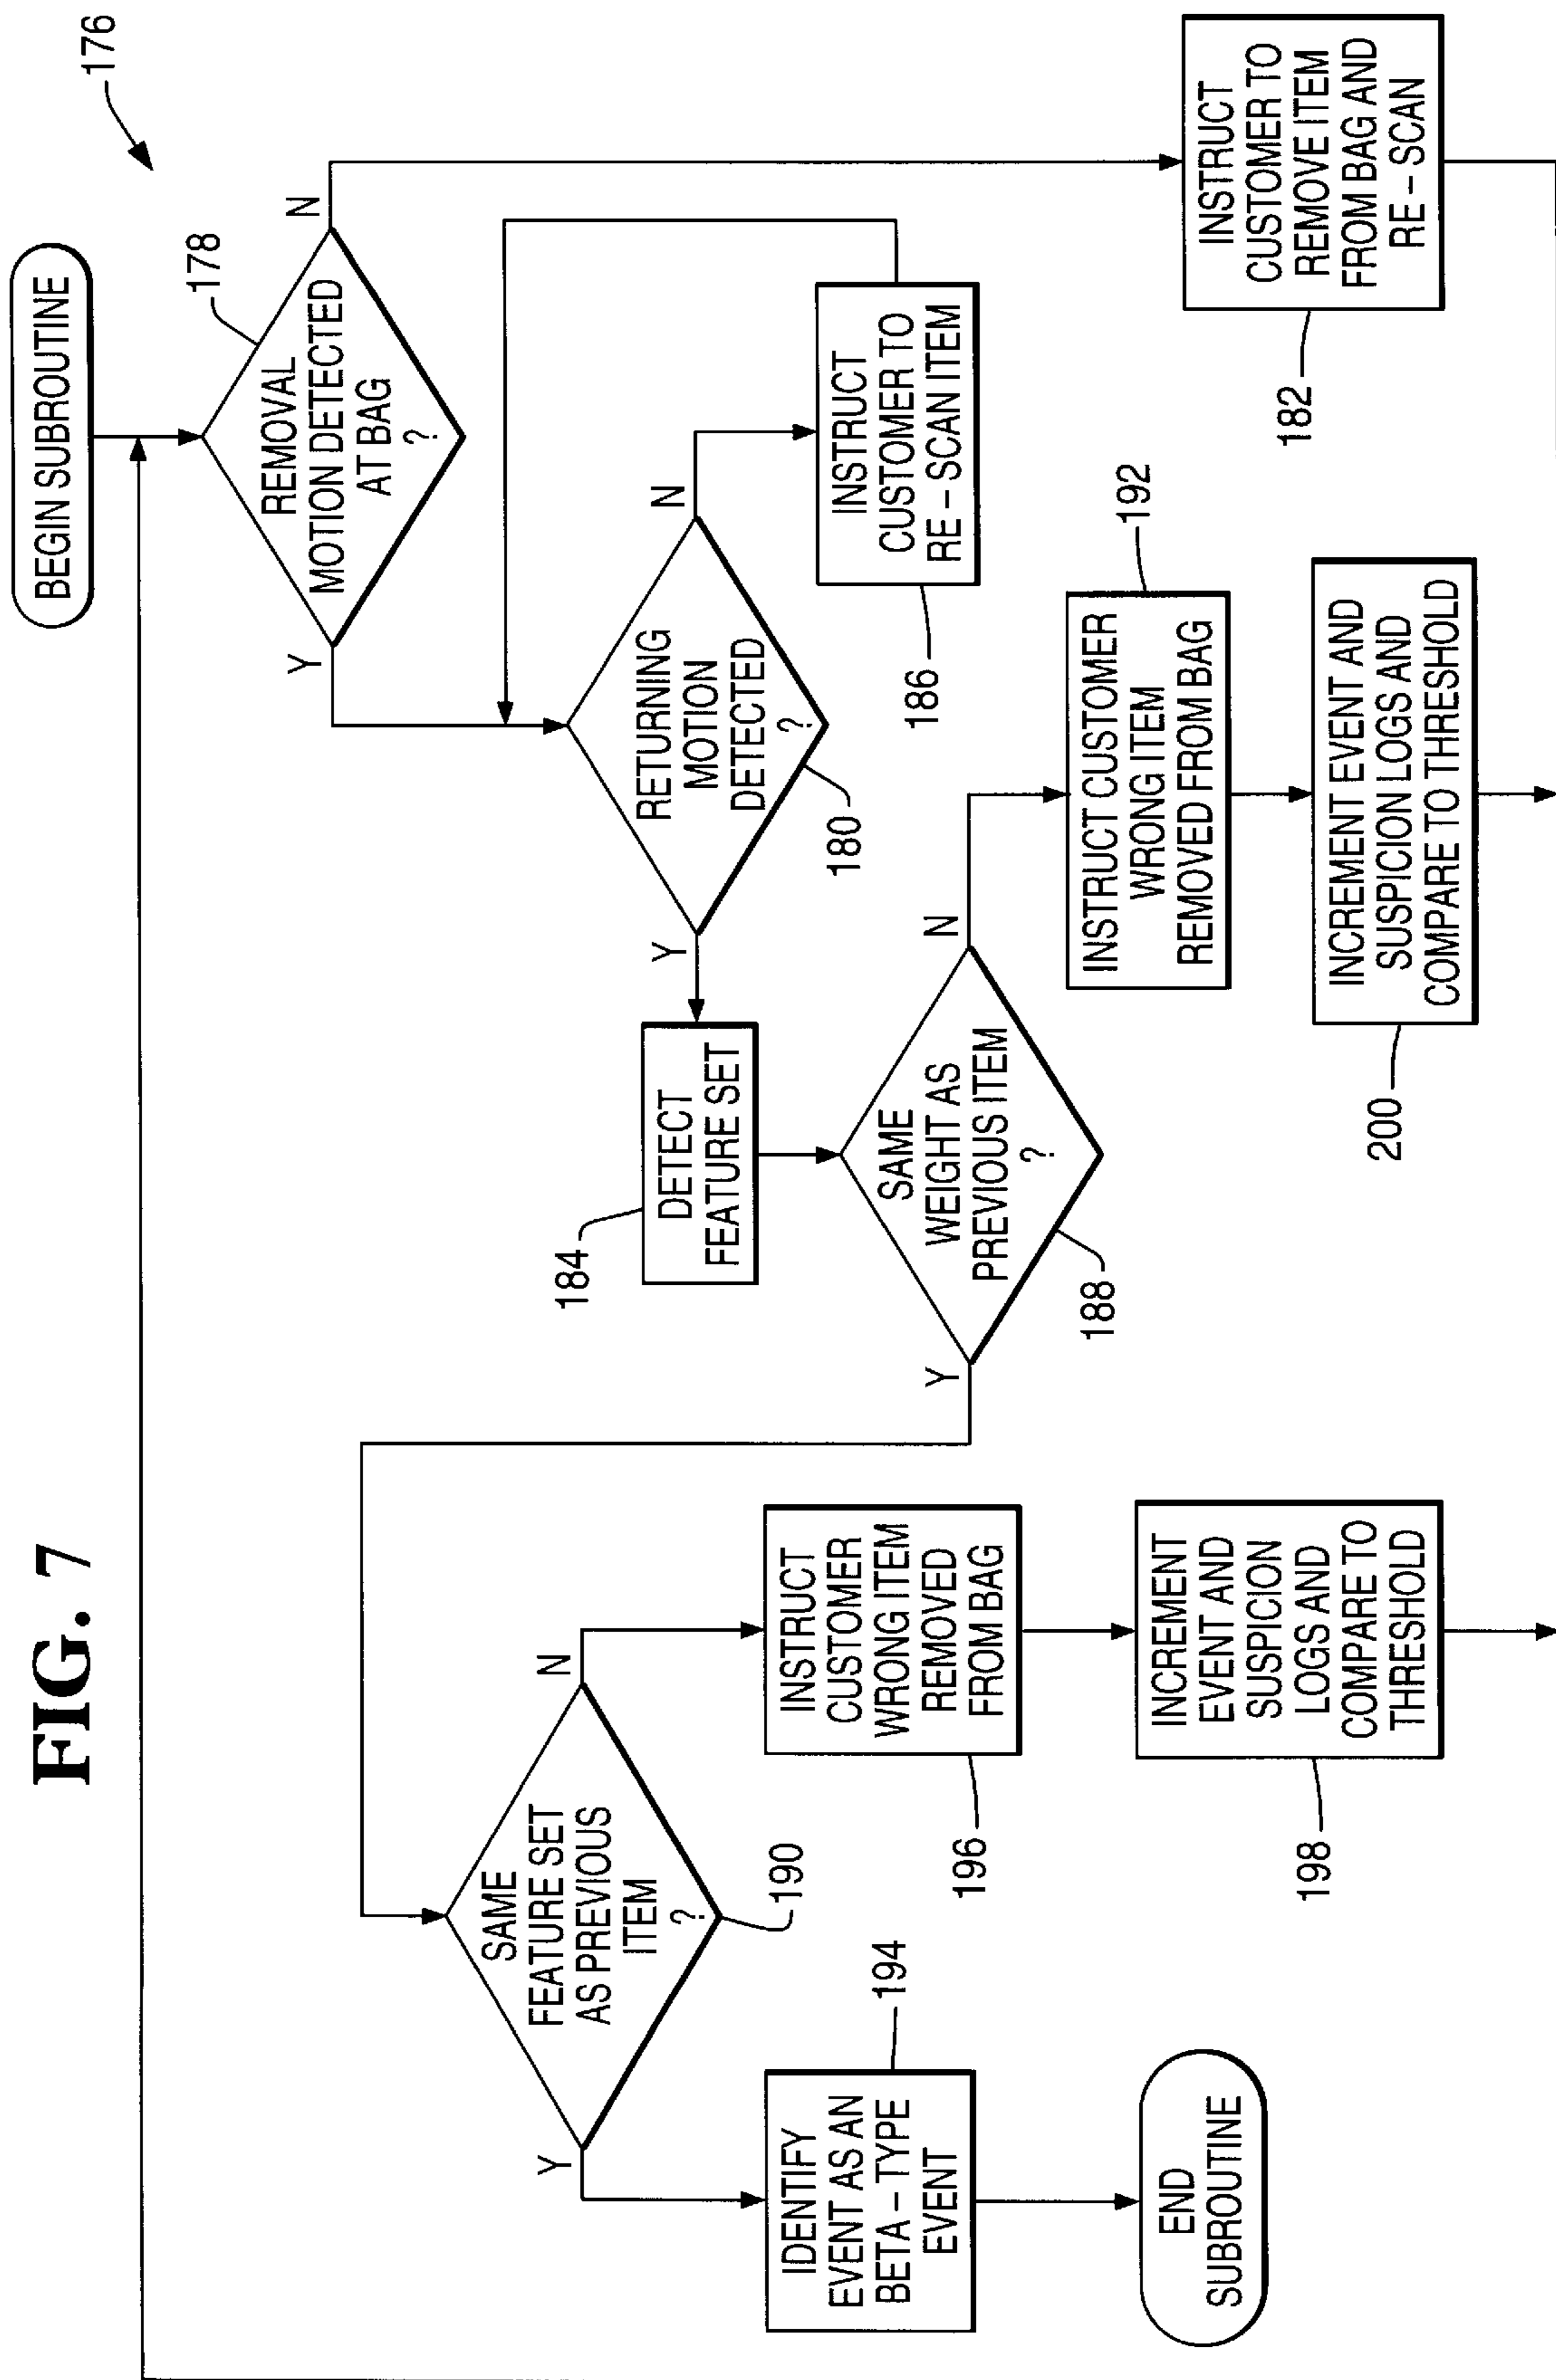 FIG. 7
176
BEGIN SUBROUTINE
178
REMOVAL
MOTION DETECTED
AT BAG
?
Y
N
RETURNING
MOTION
DETECTED
?
180
Y
N
INSTRUCT
CUSTOMER TO
RE – SCAN ITEM
186
INSTRUCT
CUSTOMER TO
REMOVE ITEM
FROM BAG AND
RE – SCAN
182
DETECT
FEATURE SET
184
SAME
WEIGHT AS
PREVIOUS ITEM
?
188
Y
N
INSTRUCT CUSTOMER
WRONG ITEM
REMOVED FROM BAG
192
INCREMENT EVENT AND
SUSPICION LOGS AND
COMPARE TO THRESHOLD
200
SAME
FEATURE SET
AS PREVIOUS
ITEM
?
190
Y
N
INSTRUCT
CUSTOMER
WRONG ITEM
REMOVED
FROM BAG
196
INCREMENT
EVENT AND
SUSPICION
LOGS AND
COMPARE TO
THRESHOLD
198
IDENTIFY
EVENT AS AN
BETA – TYPE
EVENT
194
END
SUBROUTINE